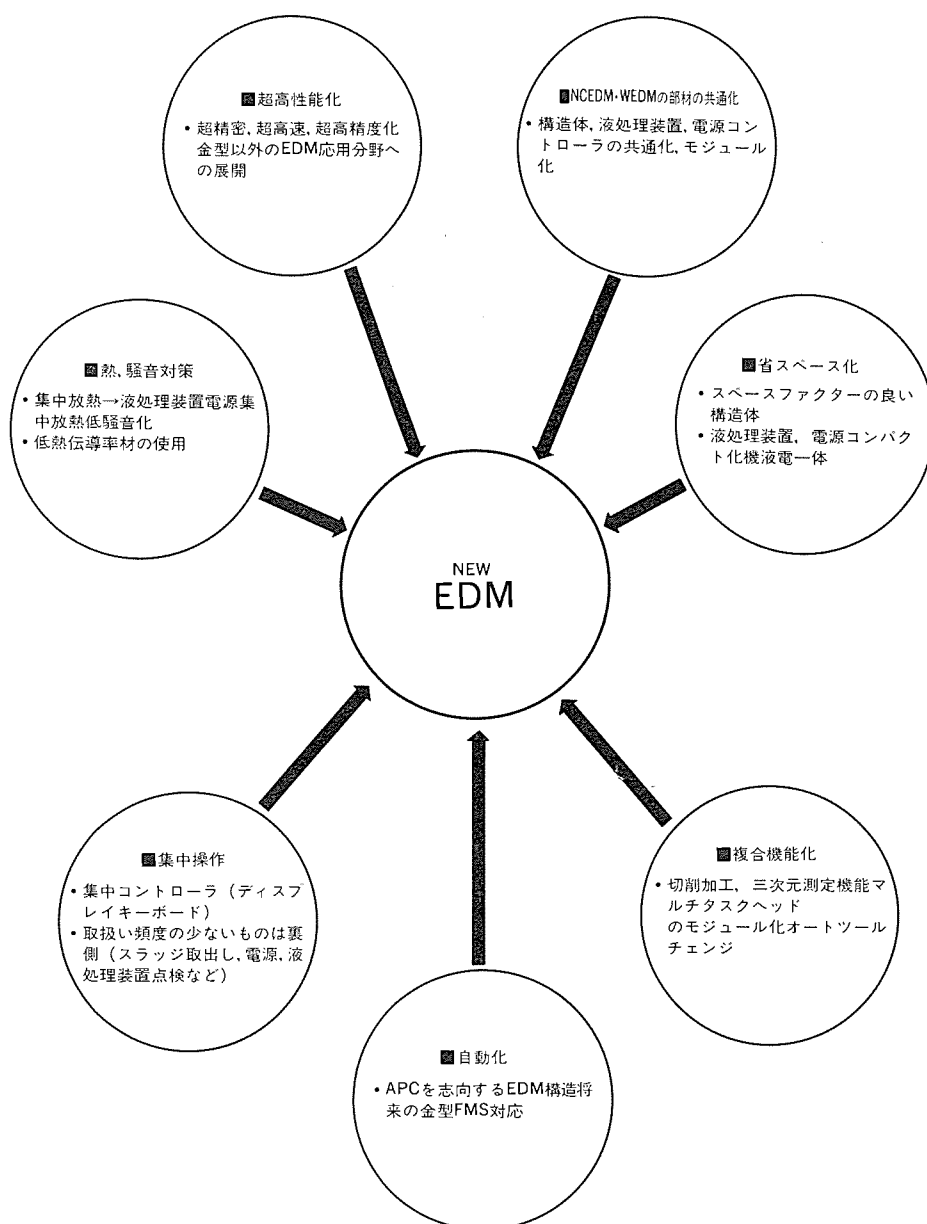 ■超高性能化
• 超精密,超高速,超高精度化
金型以外のEDM応用分野へ
の展開
■NCEDM・WEDMの部材の共通化
• 構造体,液処理装置,電源コント
ローラの共通化,モジュール
化
■熱,騒音対策
• 集中放熱→液処理装置電源集
中放熱低騒音化
• 低熱伝導率材の使用
■省スペース化
• スペースファクターの良い
構造体
• 液処理装置,電源コンパク
ト化機液電一体
NEW
EDM
■集中操作
• 集中コントローラ(ディスプ
レイキーボード)
• 取扱い頻度の少ないものは裏
側(スラッジ取出し,電源,液
処理装置点検など)
■複合機能化
• 切削加工,三次元測定機能マ
ルチタスクヘッド
のモジュール化オートツール
チェンジ
■自動化
• APCを志向するEDM構造将
来の金型FMS対応